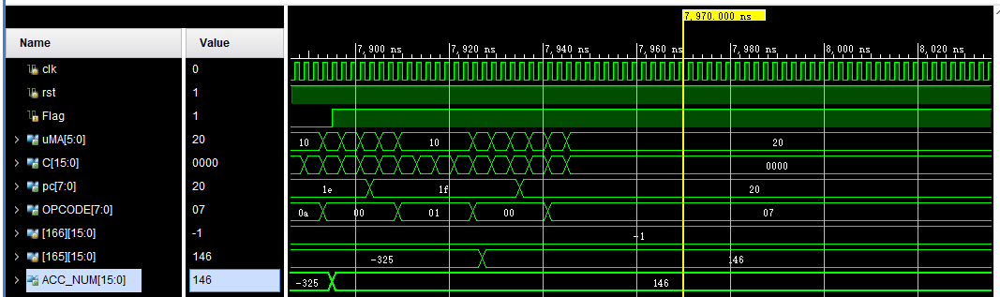 7,970.000 ns
Name Value 7,900 ns 7,920 ns 7,940 ns 7,960 ns 7,980 ns 8,000 ns 8,020 ns
clk 0
rst 1
Flag 1
uMA[5:0] 20 10 10 20
C[15:0] 0000 0000
pc[7:0] 20 1e 1f 20
OPCODE[7:0] 07 0a 00 01 00 07
[166][15:0] -1 -1
[165][15:0] 146 -325 146
ACC_NUM[15:0] 146 -325 146